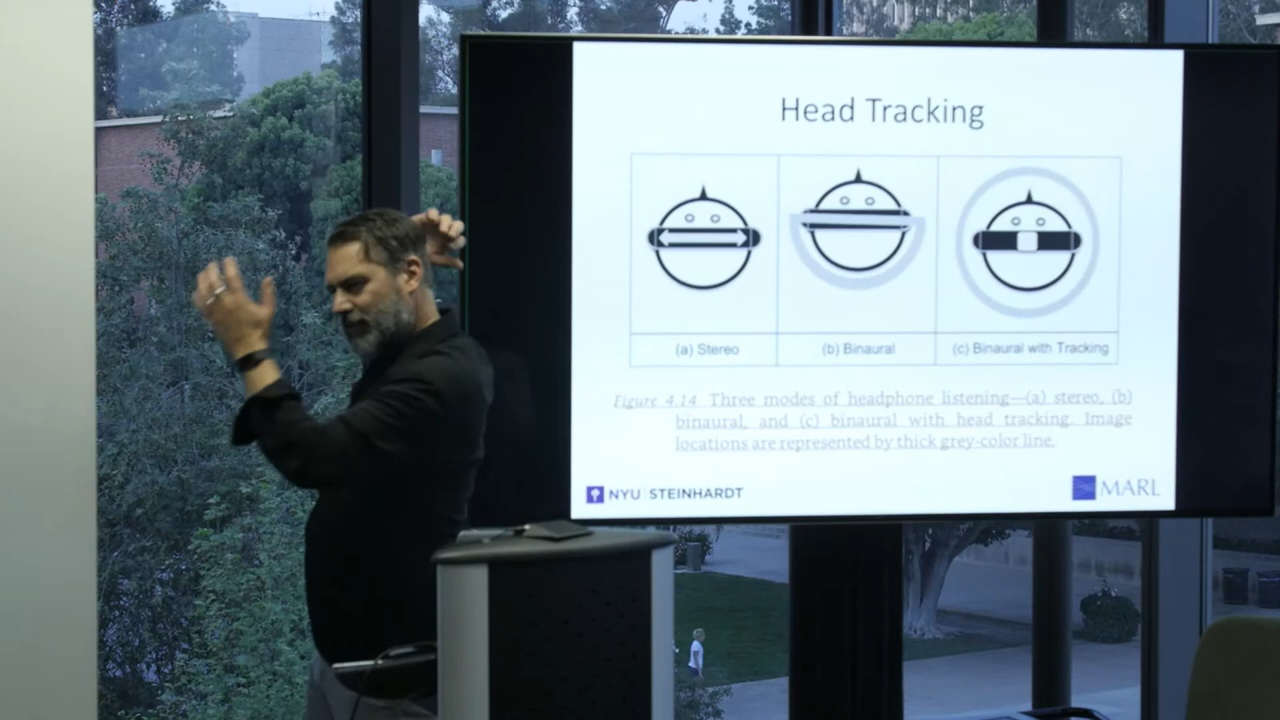 Head Tracking
(a) Stereo
(b) Binaural
(c) Binaural with Tracking
Figure 4.14 Three modes of headphone listening—(a) stereo, (b)
binaural, and (c) binaural with head tracking. Image
locations are represented by thick grey-color line.
NYU STEINHARDT
MARL